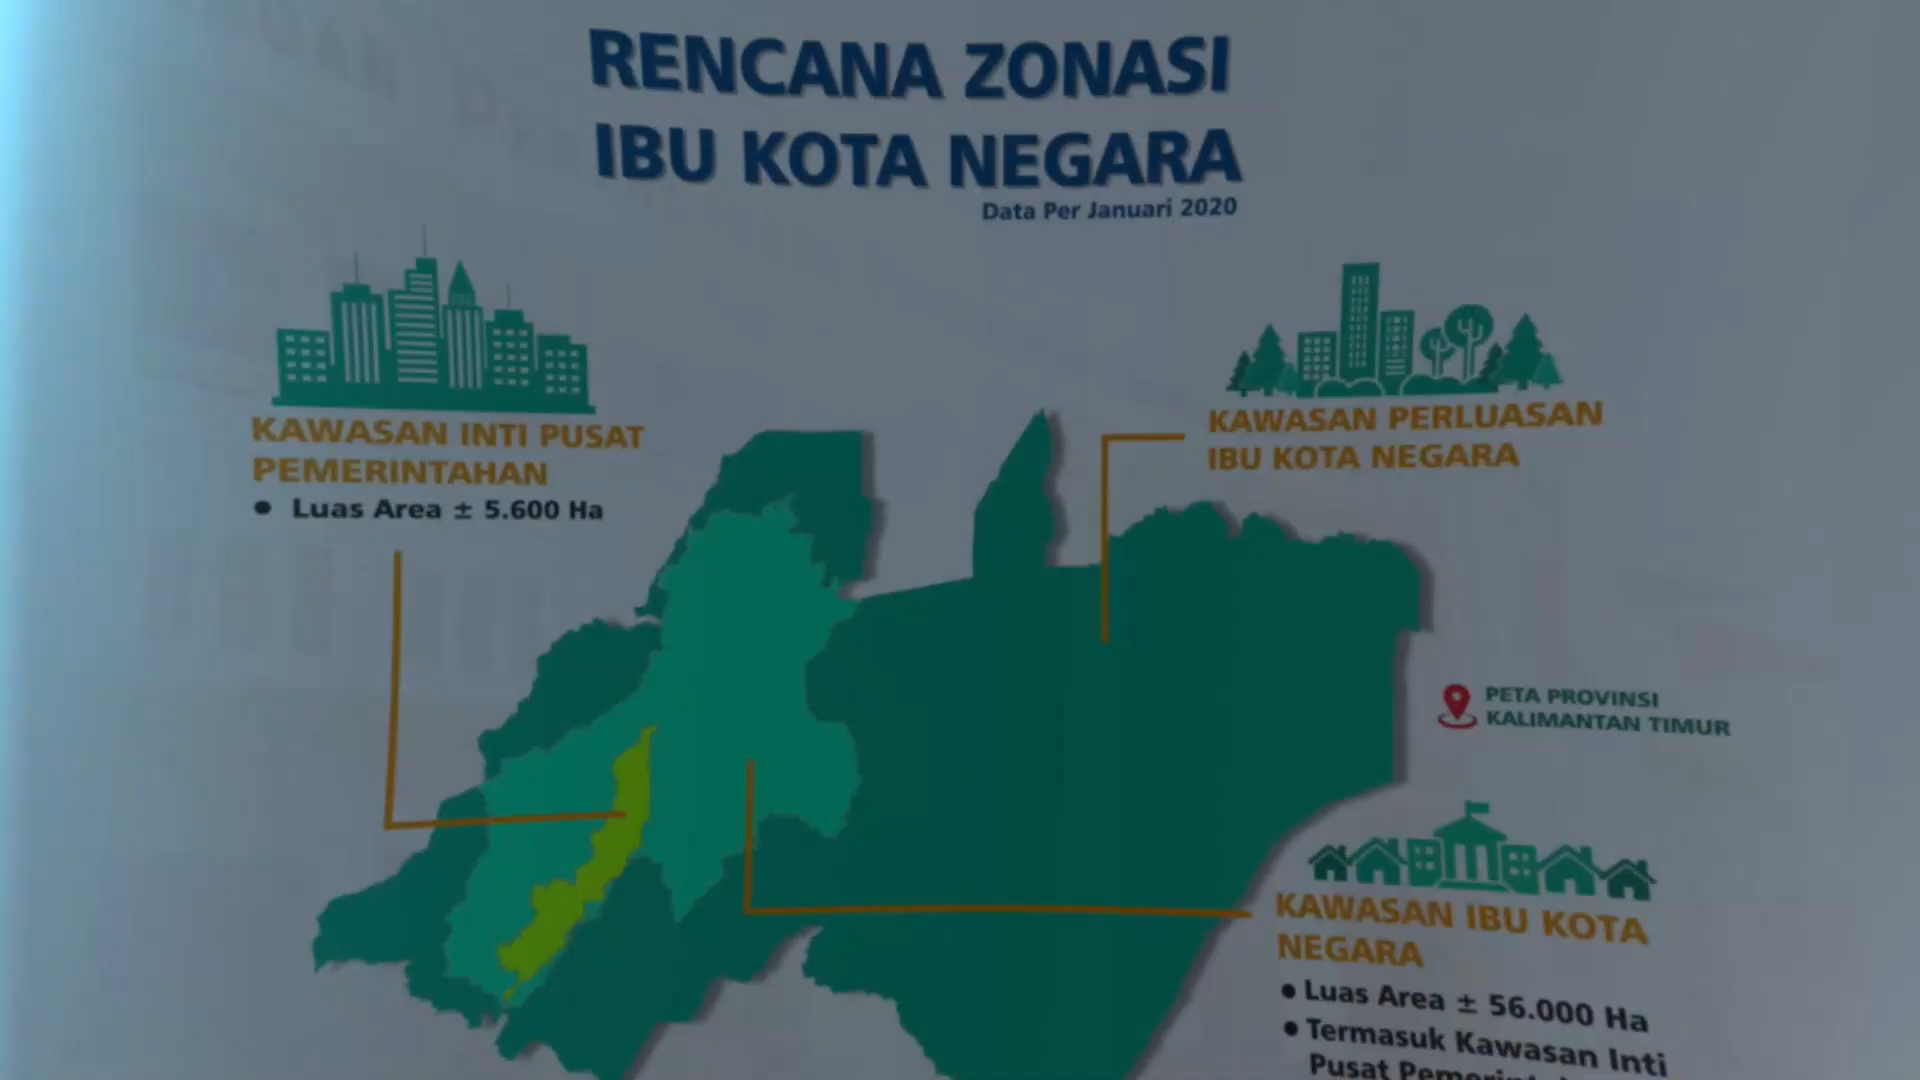 RENCANA ZONASI
IBU KOTA NEGARA
Data Per Januari 2020
KAWASAN INTI PUSAT
PEMERINTAHAN
● Luas Area ± 5.600 Ha
KAWASAN PERLUASAN
IBU KOTA NEGARA
PETA PROVINSI
KALIMANTAN TIMUR
KAWASAN IBU KOTA
NEGARA
● Luas Area ± 56.000 Ha
● Termasuk Kawasan Inti
Pusat